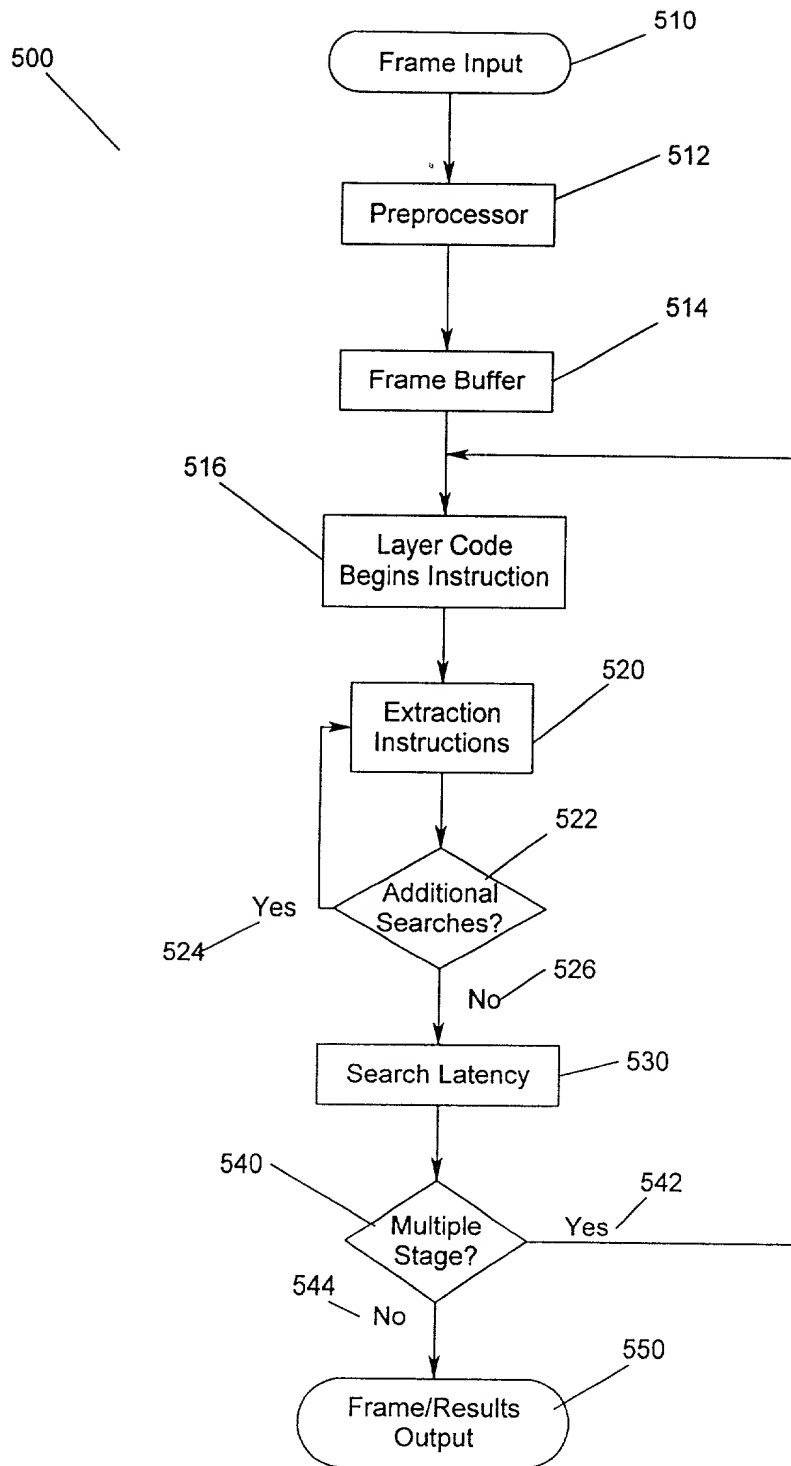 510
Frame Input
500
512
Preprocessor
514
Frame Buffer
516
Layer Code
Begins Instruction
520
Extraction
Instructions
522
Additional
Searches?
Yes
524
526
No
530
Search Latency
540
542
Multiple
Stage?
Yes
544
No
550
Frame/Results
Output